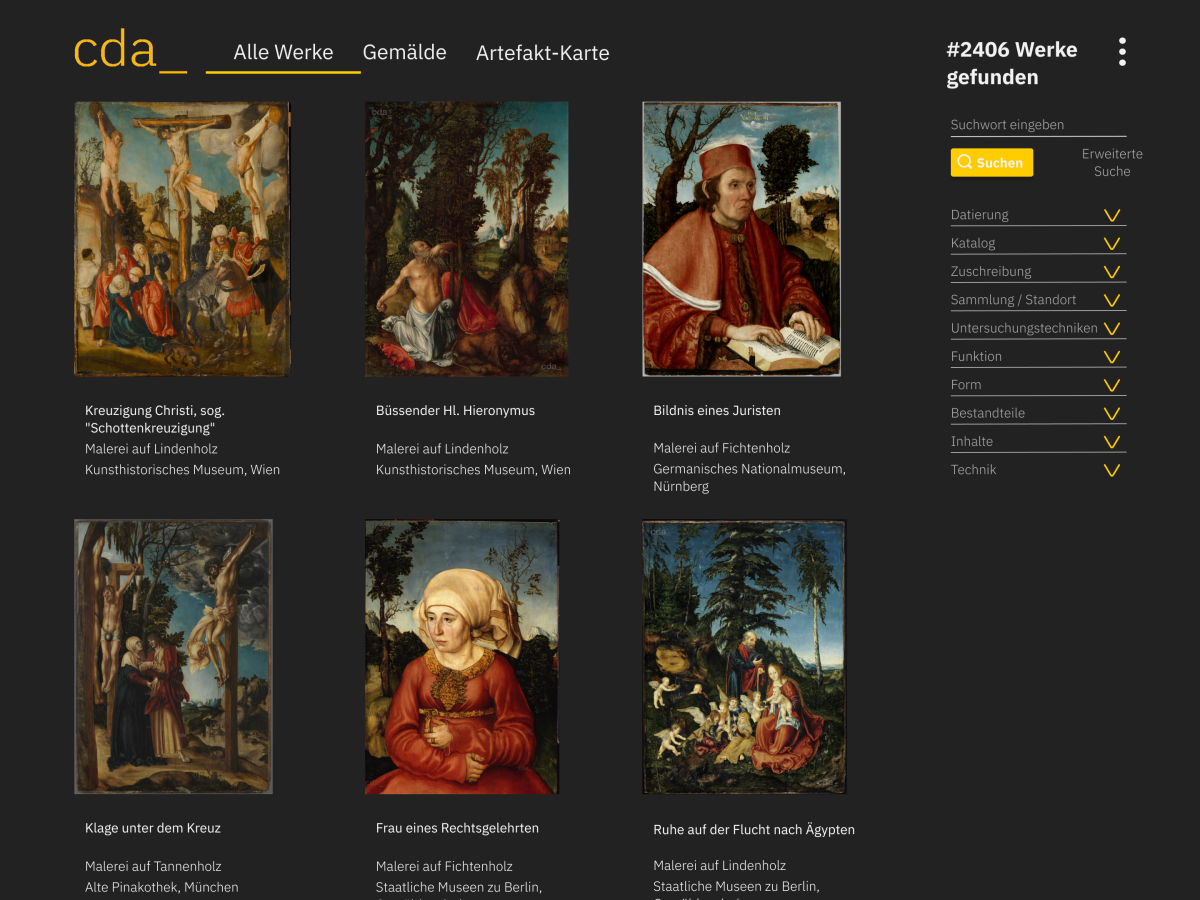 cda_
Alle Werke
Gemälde
Artefakt-Karte
#2406 Werke
gefunden
Suchwort eingeben
Suchen
Erweiterte
Suche
Datierung
Katalog
Zuschreibung
Sammlung / Standort
Untersuchungstechniken
Funktion
Form
Bestandteile
Inhalte
Technik
cda_
cda_
Kreuzigung Christi, sog.
"Schottenkreuzigung"
Malerei auf Lindenholz
Kunsthistorisches Museum, Wien
Büssender Hl. Hieronymus
Malerei auf Lindenholz
Kunsthistorisches Museum, Wien
Bildnis eines Juristen
Malerei auf Fichtenholz
Germanisches Nationalmuseum,
Nürnberg
cda_
Klage unter dem Kreuz
Malerei auf Tannenholz
Alte Pinakothek, München
Frau eines Rechtsgelehrten
Malerei auf Fichtenholz
Staatliche Museen zu Berlin,
Ruhe auf der Flucht nach Ägypten
Malerei auf Lindenholz
Staatliche Museen zu Berlin,